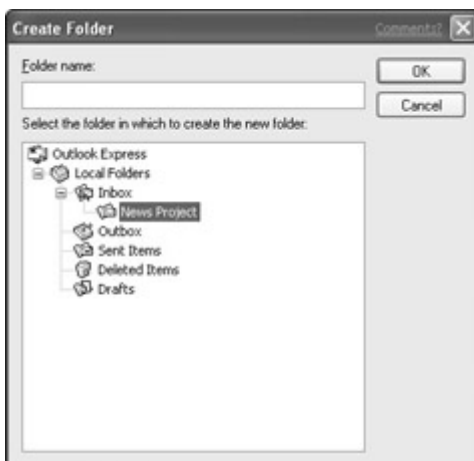 Create Folder Comments?
Folder name:
OK
Cancel
Select the folder in which to create the new folder:
Outlook Express
Local Folders
Inbox
News Project
Outbox
Sent Items
Deleted Items
Drafts